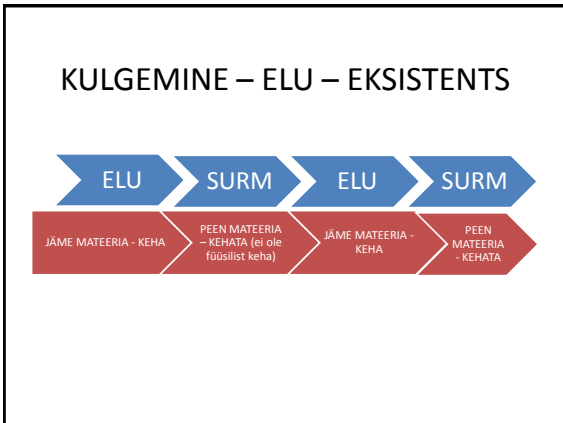 KULGEMINE – ELU – EKSISTENTS
ELU
SURM
ELU
SURM
JÄME MATEERIA - KEHA
PEEN MATEERIA
– KEHATA (ei ole
füüsilist keha)
JÄME MATEERIA -
KEHA
PEEN
MATEERIA
- KEHATA